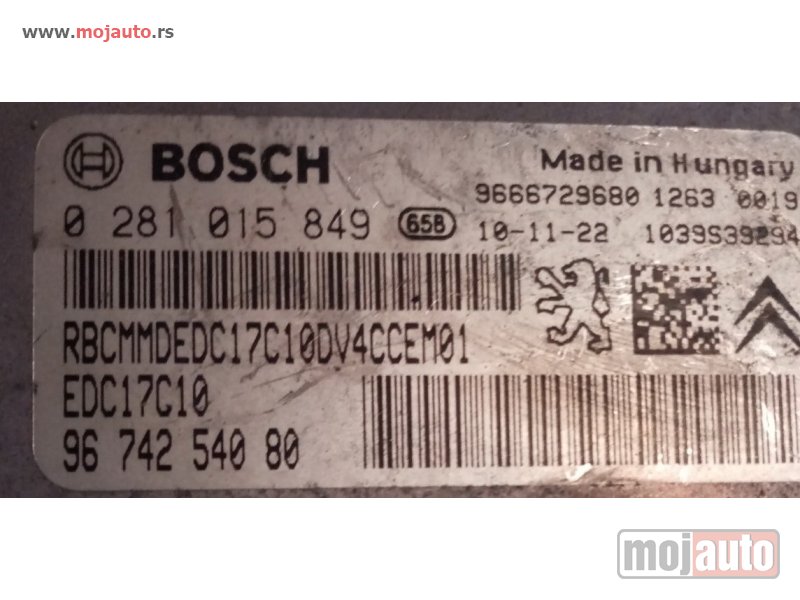 www.mojauto.rs
BOSCH
Made in Hungary
9666729680 1263 0019
0 281 015 849 65B
10-11-22 1039S39294
RBCMMDEDC17C10DV4CCEM01
EDC17C10
96 742 540 80
mojauto